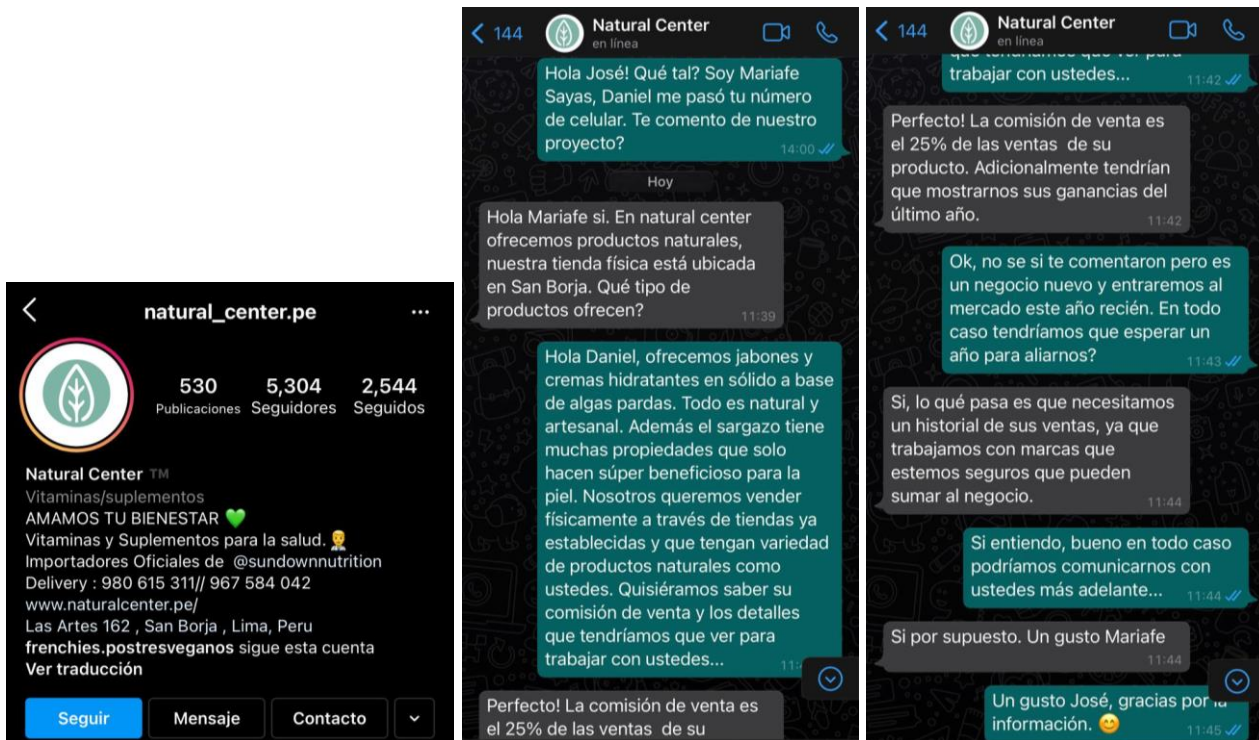 natural_center.pe
...
530
5,304
2,544
Publicaciones
Seguidores
Seguidos
Natural Center TM
Vitaminas/suplementos
AMAMOS TU BIENESTAR 💚
Vitaminas y Suplementos para la salud. 👨‍⚕️
Importadores Oficiales de @sundownnutrition
Delivery : 980 615 311// 967 584 042
www.naturalcenter.pe/
Las Artes 162 , San Borja , Lima, Peru
frenchies.postresveganos sigue esta cuenta
Ver traducción
Seguir
Mensaje
Contacto
144
Natural Center
en línea
Hola José! Qué tal? Soy Mariafe
Sayas, Daniel me pasó tu número
de celular. Te comento de nuestro
proyecto?
14:00
Hoy
Hola Mariafe si. En natural center
ofrecemos productos naturales,
nuestra tienda física está ubicada
en San Borja. Qué tipo de
productos ofrecen?
11:39
Hola Daniel, ofrecemos jabones y
cremas hidratantes en sólido a base
de algas pardas. Todo es natural y
artesanal. Además el sargazo tiene
muchas propiedades que solo
hacen súper beneficioso para la
piel. Nosotros queremos vender
físicamente a través de tiendas ya
establecidas y que tengan variedad
de productos naturales como
ustedes. Quisiéramos saber su
comisión de venta y los detalles
que tendríamos que ver para
trabajar con ustedes...
Perfecto! La comisión de venta es
el 25% de las ventas de su
144
Natural Center
en línea
que tendríamos que ver para
trabajar con ustedes...
11:42
Perfecto! La comisión de venta es
el 25% de las ventas de su
producto. Adicionalmente tendrían
que mostrarnos sus ganancias del
último año.
11:42
Ok, no se si te comentaron pero es
un negocio nuevo y entraremos al
mercado este año recién. En todo
caso tendríamos que esperar un
año para aliarnos?
11:43
Si, lo qué pasa es que necesitamos
un historial de sus ventas, ya que
trabajamos con marcas que
estemos seguros que pueden
sumar al negocio.
11:44
Si entiendo, bueno en todo caso
podríamos comunicarnos con
ustedes más adelante...
11:44
Si por supuesto. Un gusto Mariafe
11:44
Un gusto José, gracias por la
información. 😊
11:45